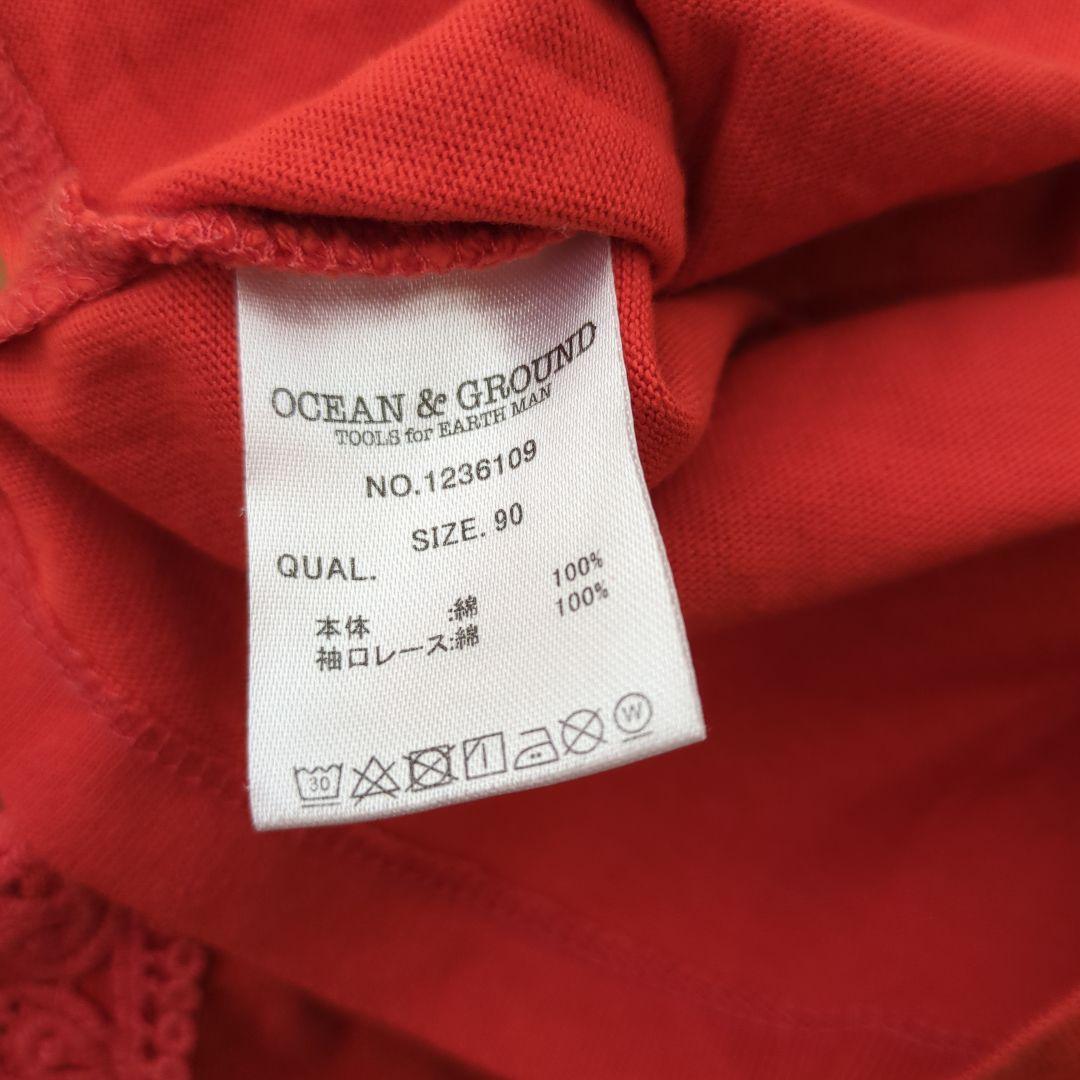 OCEAN & GROUND
TOOLS for EARTH MAN
NO.1236109
SIZE. 90
QUAL.
本体 :綿 100%
袖口レース:綿 100%
30
W